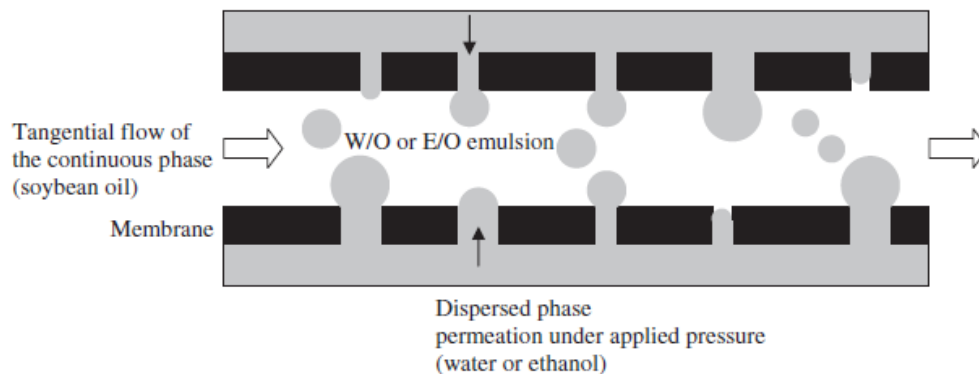 W/O or E/O emulsion
Tangential flow of
the continuous phase
(soybean oil)
Membrane
Dispersed phase
permeation under applied pressure
(water or ethanol)